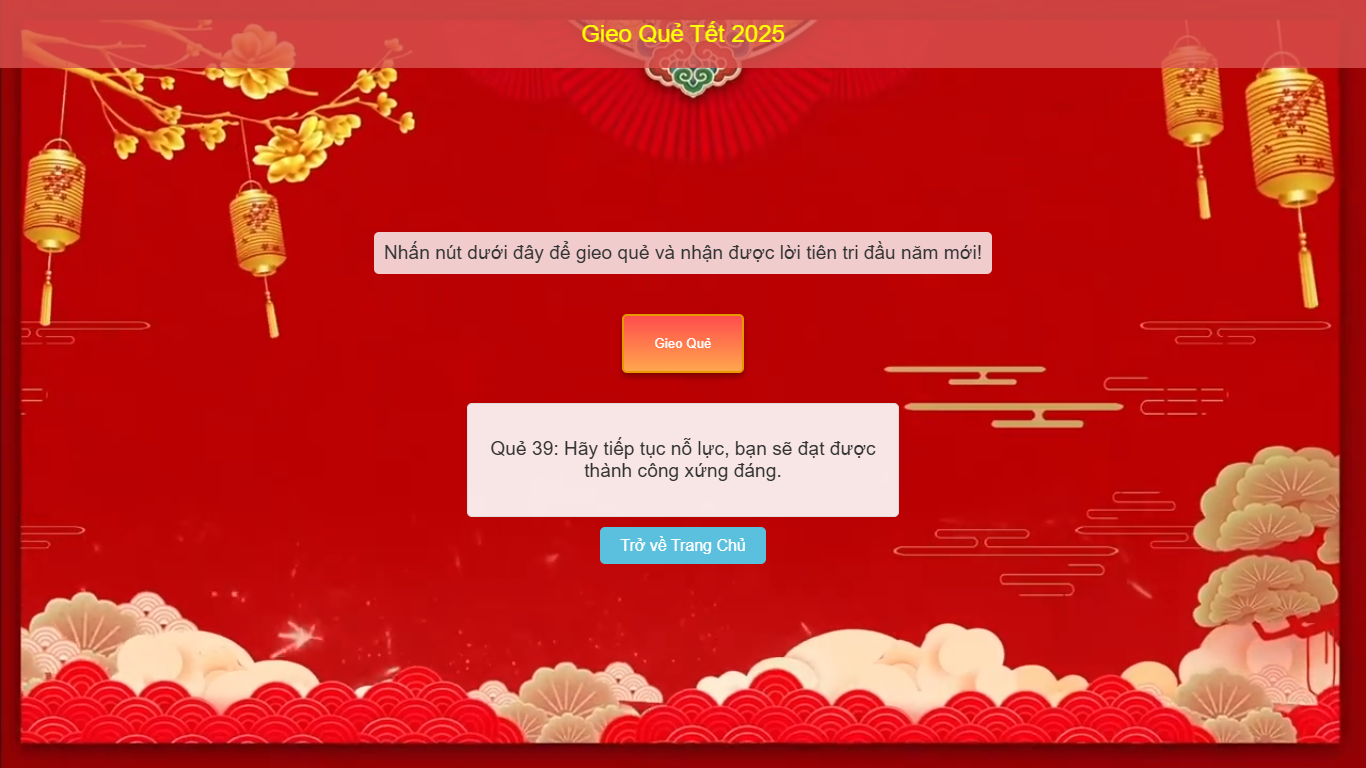 Gieo Quẻ Tết 2025
Nhấn nút dưới đây để gieo quẻ và nhận được lời tiên tri đầu năm mới!
Gieo Quẻ
Quẻ 39: Hãy tiếp tục nỗ lực, bạn sẽ đạt được
thành công xứng đáng.
Trở về Trang Chủ